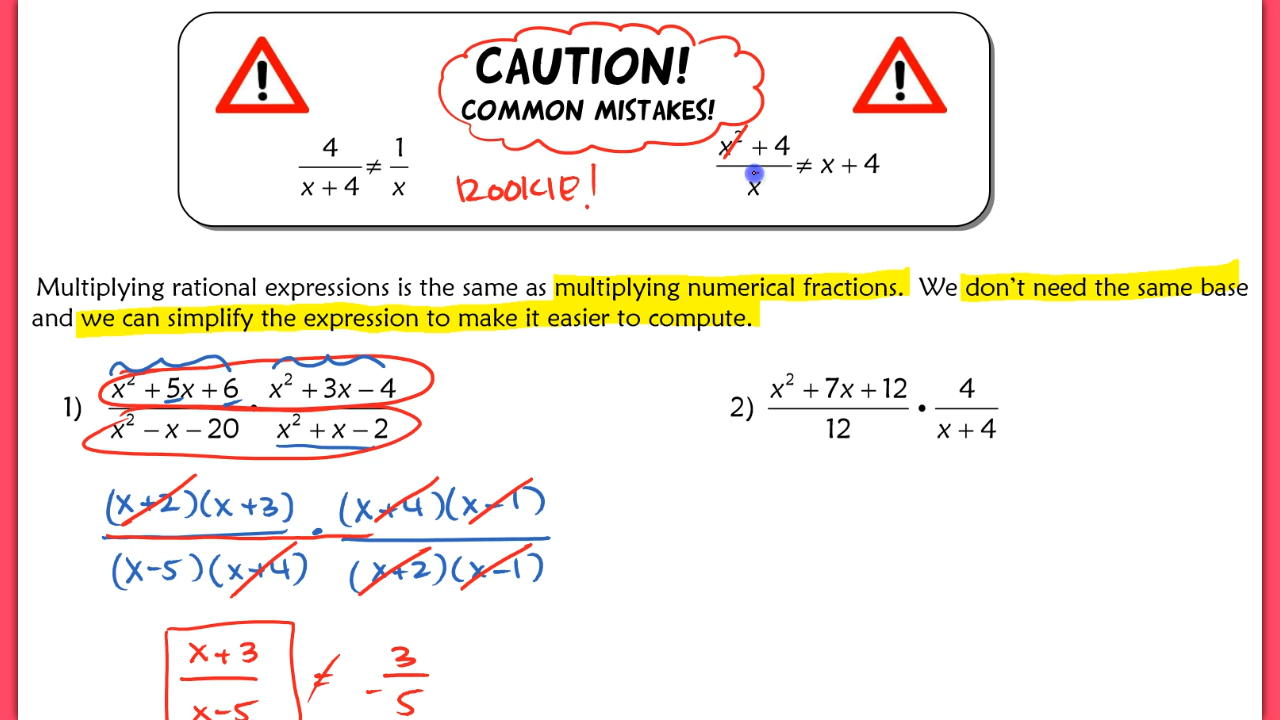 CAUTION!
COMMON MISTAKES!
4/(x + 4) ≠ 1/x
ROOKIE!
(x² + 4)/x ≠ x + 4
Multiplying rational expressions is the same as multiplying numerical fractions. We don't need the same base
and we can simplify the expression to make it easier to compute.
1) (x² + 5x + 6)/(x² − x − 20) · (x² + 3x − 4)/(x² + x − 2)
2) (x² + 7x + 12)/12 • 4/(x + 4)
(x+2)(x+3)/(x-5)(x+4) · (x+4)(x-1)/(x+2)(x-1)
(x+3)/(x-5) ≠ 3/-5